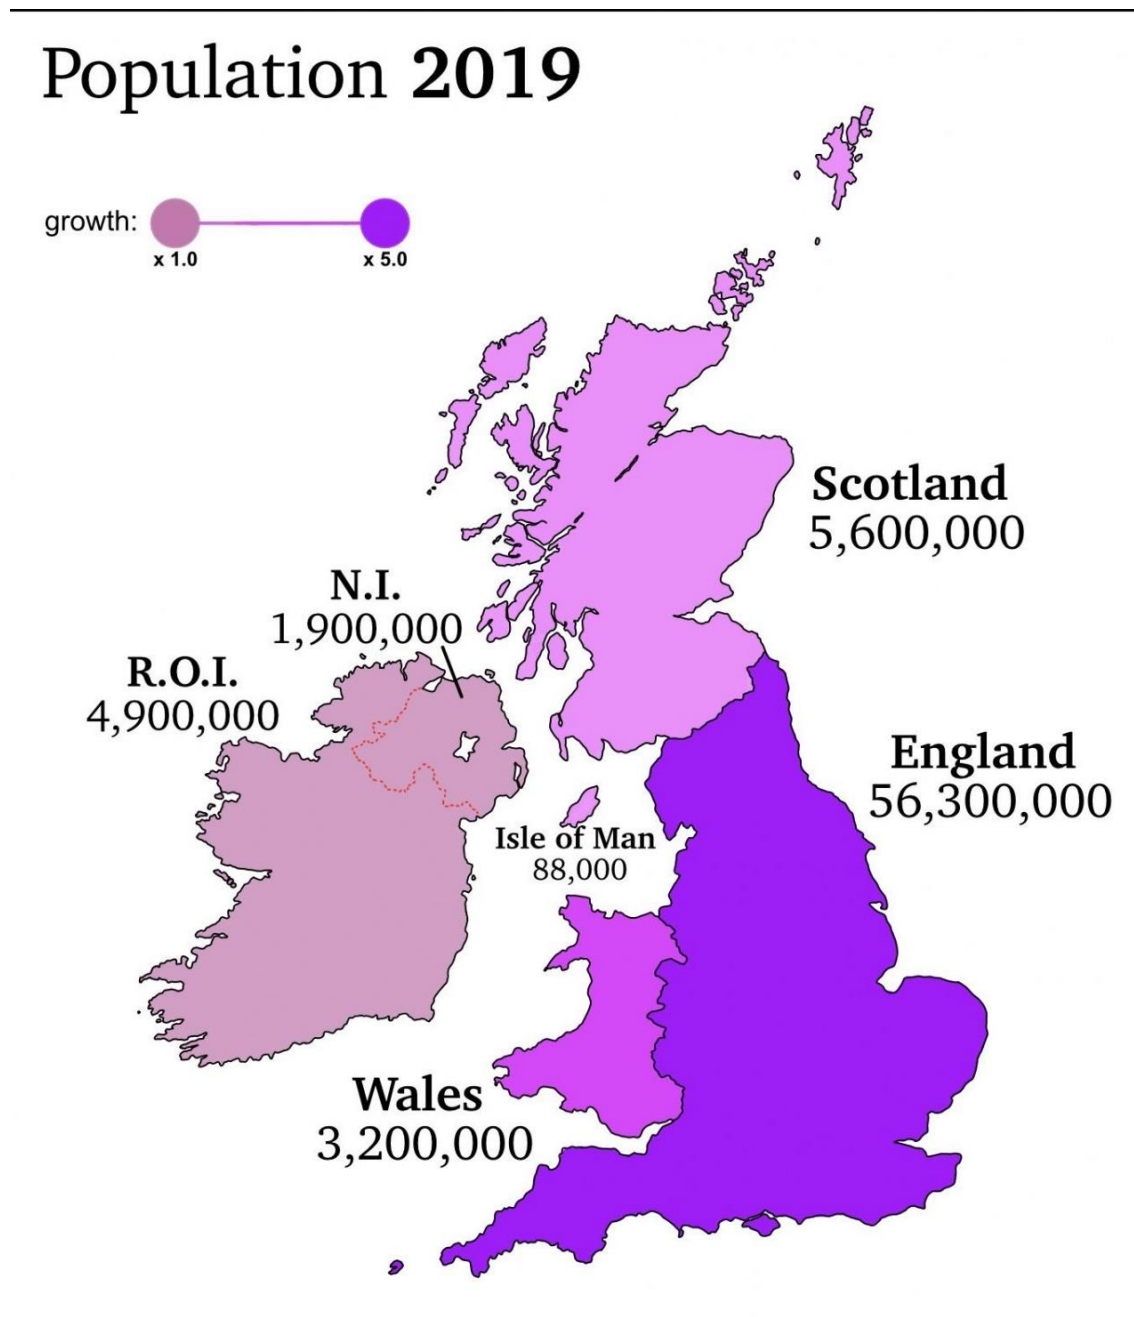 Population 2019
growth:
x 1.0
x 5.0
Scotland
5,600,000
N.I.
1,900,000
R.O.I.
4,900,000
England
56,300,000
Isle of Man
88,000
Wales
3,200,000